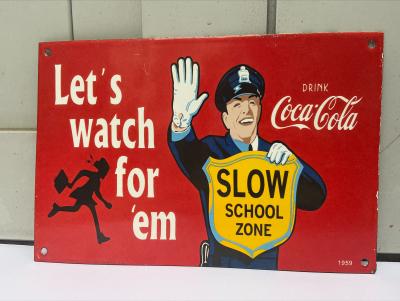 Let's
watch
for
'em
DRINK
Coca-Cola
SLOW
SCHOOL
ZONE
1959